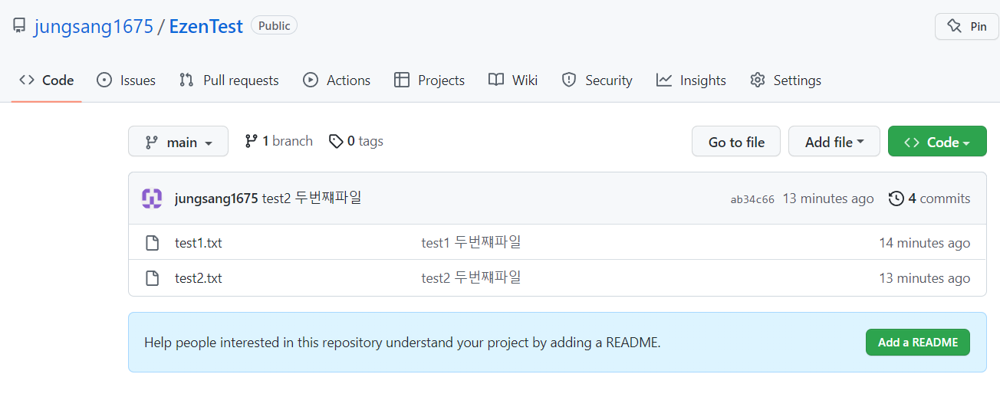 jungsang1675 / EzenTest Public Pin
Code Issues Pull requests Actions Projects Wiki Security Insights Settings
main 1 branch 0 tags Go to file Add file Code
jungsang1675 test2 두번쨰파일 ab34c66 13 minutes ago 4 commits
test1.txt test1 두번쨰파일 14 minutes ago
test2.txt test2 두번쨰파일 13 minutes ago
Help people interested in this repository understand your project by adding a README. Add a README